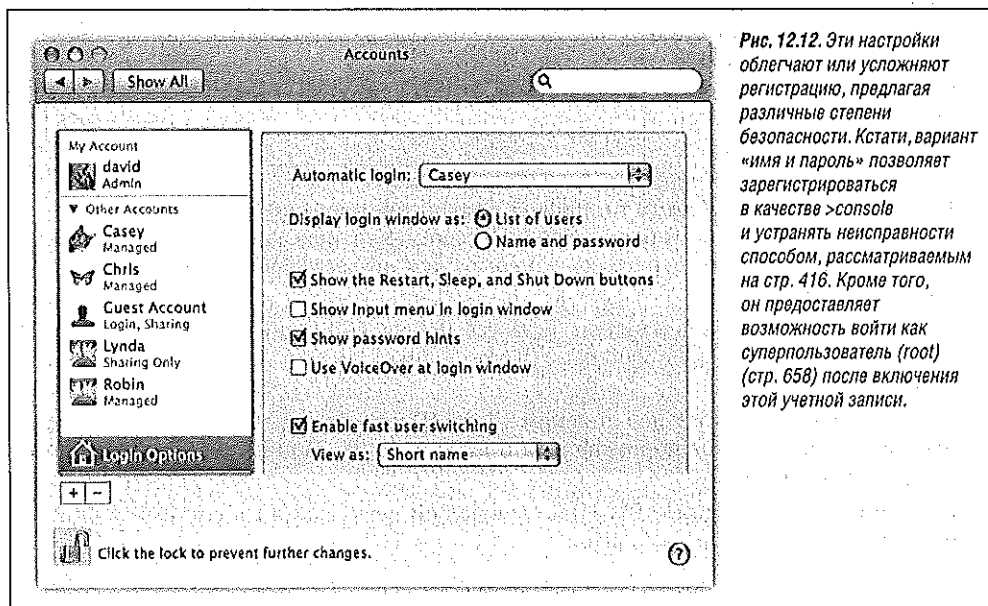 Accounts
Show All
My Account
david
Admin
Other Accounts
Casey
Managed
Chris
Managed
Guest Account
Login, Sharing
Lynda
Sharing Only
Robin
Managed
Login Options
+ −
Automatic login: Casey
Display login window as: List of users
Name and password
Show the Restart, Sleep, and Shut Down buttons
Show Input menu in login window
Show password hints
Use VoiceOver at login window
Enable fast user switching
View as: Short name
Click the lock to prevent further changes.
?
Рис. 12.12. Эти настройки
облегчают или усложняют
регистрацию, предлагая
различные степени
безопасности. Кстати, вариант
«имя и пароль» позволяет
зарегистрироваться
в качестве >console
и устранять неисправности
способом, рассматриваемым
на стр. 416. Кроме того,
он предоставляет
возможность войти как
суперпользователь (root)
(стр. 658) после включения
этой учетной записи.